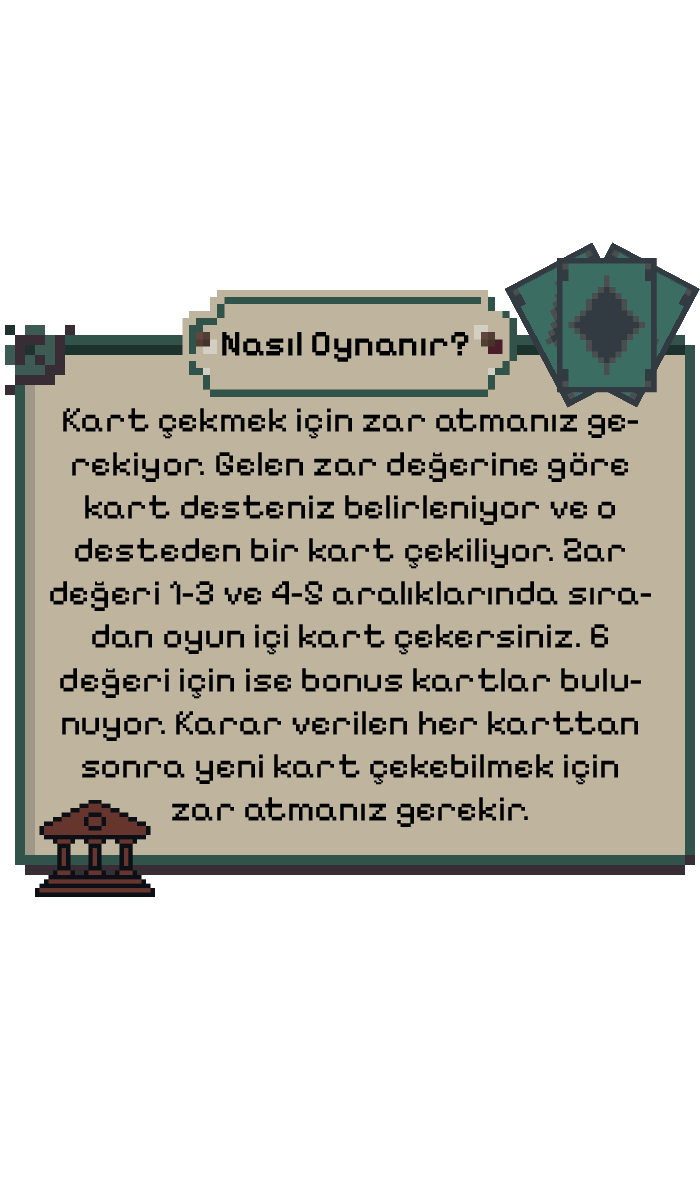 Nasıl Oynanır?
Kart çekmek için zar atmanız ge-
rekiyor. Gelen zar değerine göre
kart desteniz belirleniyor ve o
desteden bir kart çekiliyor. Zar
değeri 1-3 ve 4-5 aralıklarında sıra-
dan oyun içi kart çekersiniz. 6
değeri için ise bonus kartlar bulu-
nuyor. Karar verilen her karttan
sonra yeni kart çekebilmek için
zar atmanız gerekir.